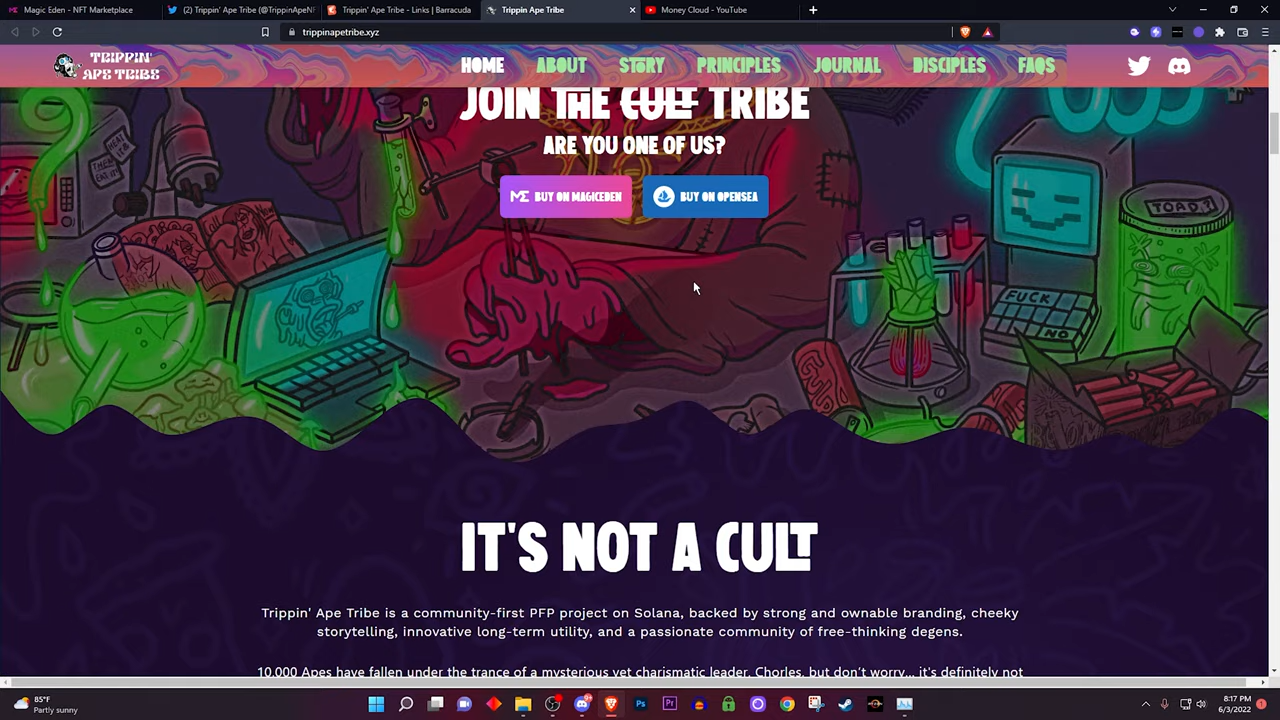 Magic Eden - NFT Marketplace
(2) Trippin' Ape Tribe (@TrippinApeNF
Trippin' Ape Tribe - Links | Barracuda
Trippin Ape Tribe
Money Cloud - YouTube
trippinapetribe.xyz
TRIPPIN'
APE TRIBE
HOME
ABOUT
STORY
PRINCIPLES
JOURNAL
DISCIPLES
FAQS
JOIN THE CULT TRIBE
ARE YOU ONE OF US?
ME BUY ON MAGICEDEN
BUY ON OPENSEA
TOAD?
FUCK
NO
IT'S NOT A CULT
Trippin' Ape Tribe is a community-first PFP project on Solana, backed by strong and ownable branding, cheeky
storytelling, innovative long-term utility, and a passionate community of free-thinking degens.
10,000 Apes have fallen under the trance of a mysterious yet charismatic leader, Chorles, but don't worry... it's definitely not
85°F
Partly sunny
Ps
Pr
8:17 PM
6/3/2022